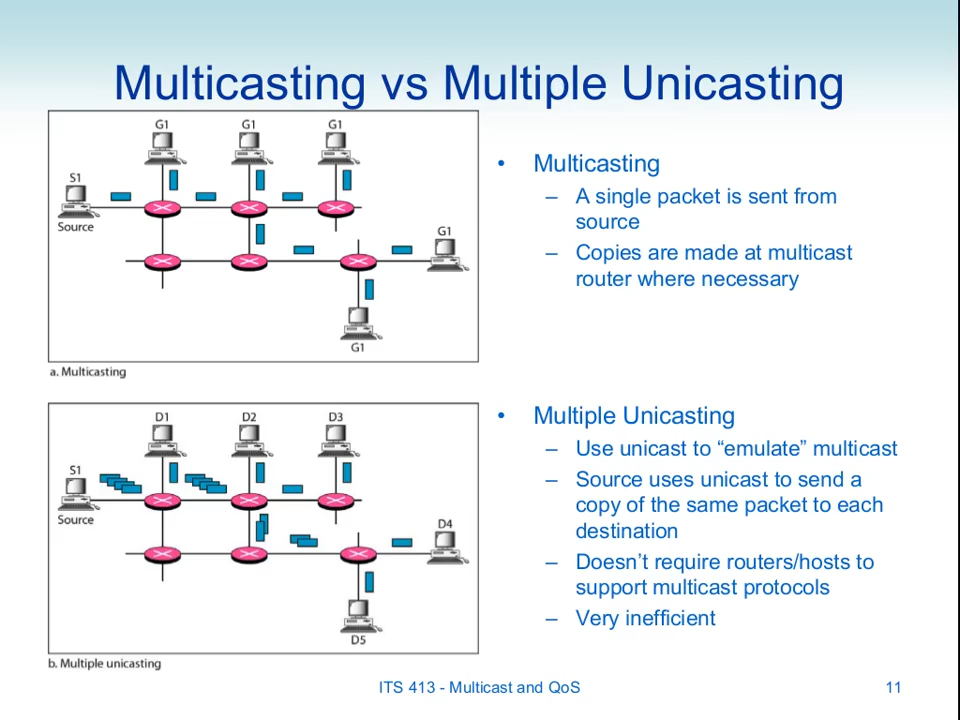 Multicasting vs Multiple Unicasting
G1
G1
G1
S1
Source
G1
G1
a. Multicasting
• Multicasting
– A single packet is sent from
source
– Copies are made at multicast
router where necessary
D1
D2
D3
S1
Source
D4
D5
b. Multiple unicasting
• Multiple Unicasting
– Use unicast to “emulate” multicast
– Source uses unicast to send a
copy of the same packet to each
destination
– Doesn’t require routers/hosts to
support multicast protocols
– Very inefficient
ITS 413 - Multicast and QoS
11